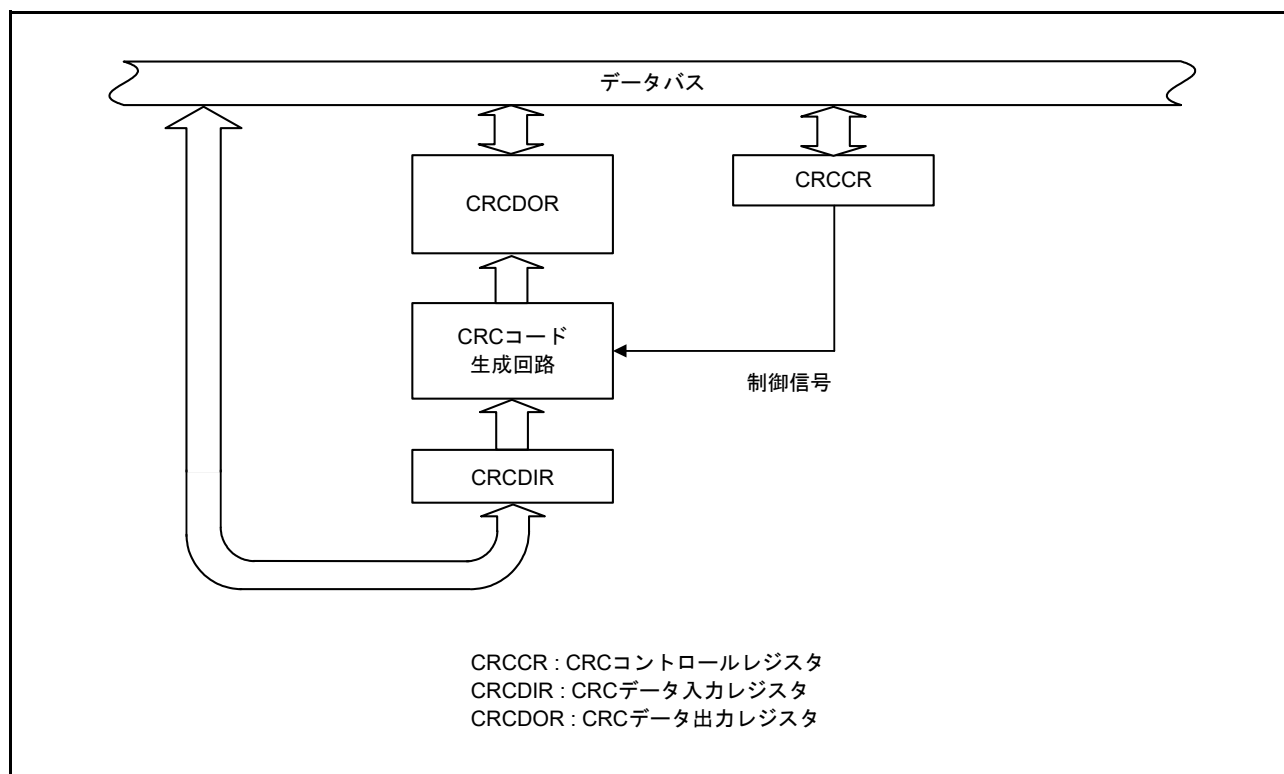 データバス
CRCDOR
CRCCR
CRCコード
生成回路
制御信号
CRCDIR
CRCCR : CRCコントロールレジスタ
CRCDIR : CRCデータ入力レジスタ
CRCDOR : CRCデータ出力レジスタ